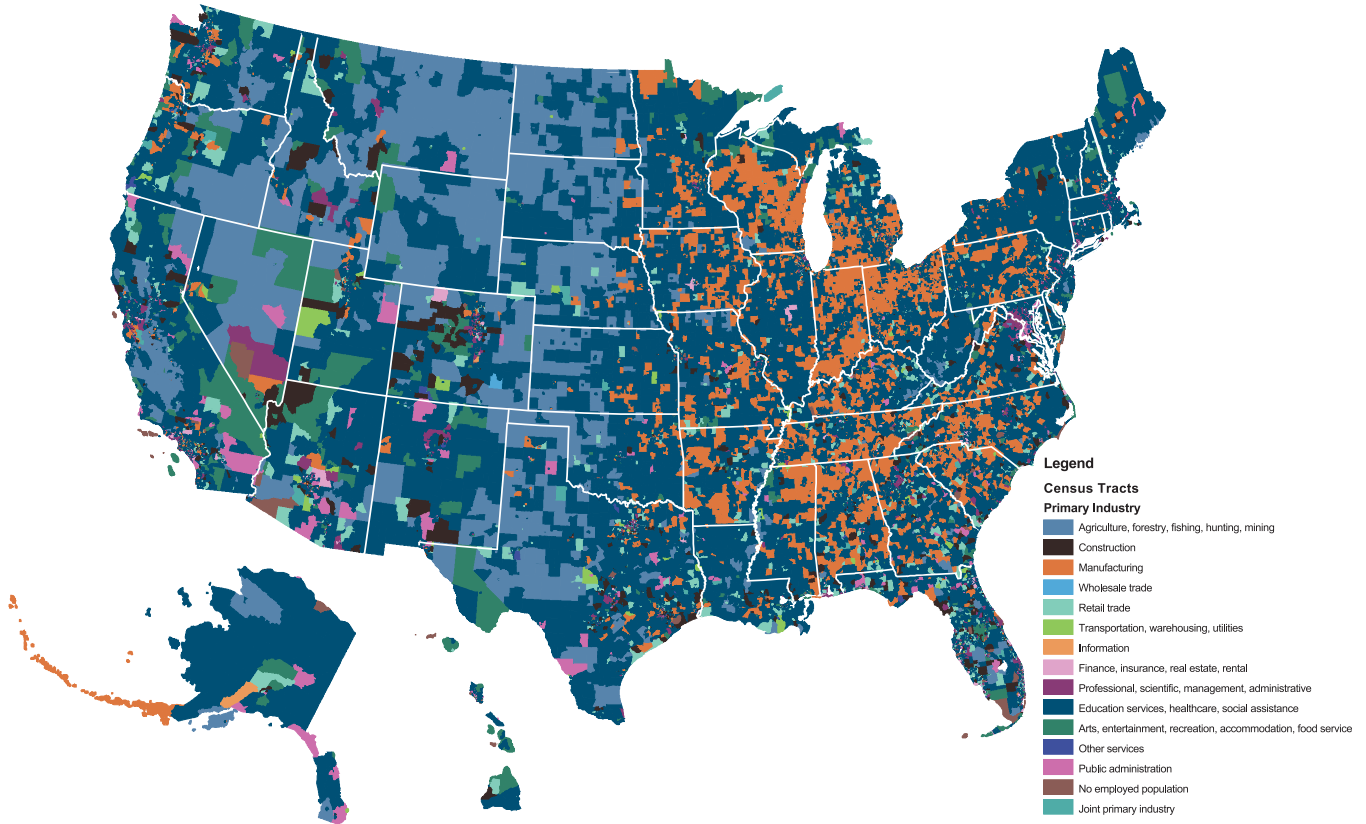 Legend
Census Tracts
Primary Industry
Agriculture, forestry, fishing, hunting, mining
Construction
Manufacturing
Wholesale trade
Retail trade
Transportation, warehousing, utilities
Information
Finance, insurance, real estate, rental
Professional, scientific, management, administrative
Education services, healthcare, social assistance
Arts, entertainment, recreation, accommodation, food service
Other services
Public administration
No employed population
Joint primary industry